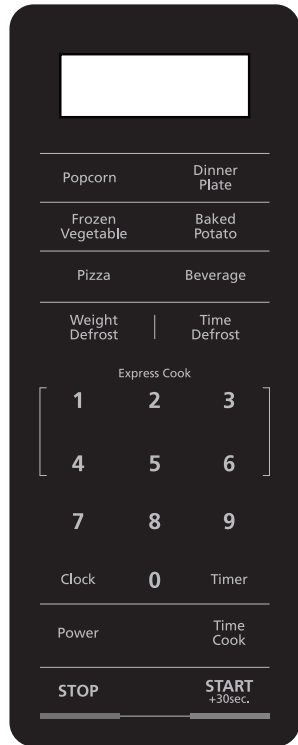 Popcorn
Dinner
Plate
Frozen
Vegetable
Baked
Potato
Pizza
Beverage
Weight
Defrost
Time
Defrost
Express Cook
1 2 3
4 5 6
7 8 9
Clock 0 Timer
Power
Time
Cook
STOP
START
+30sec.